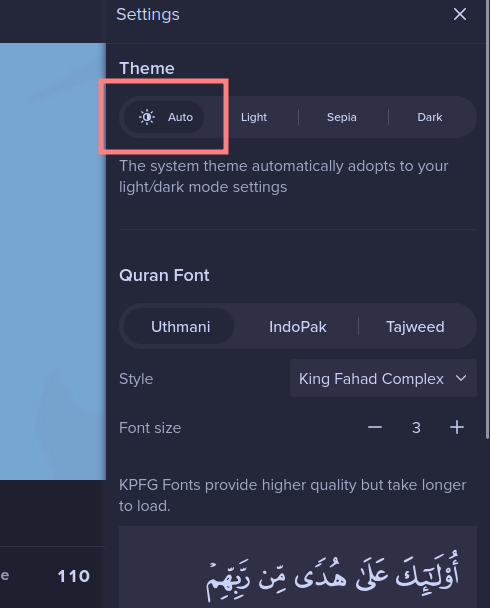 Settings
Theme
Auto Light Sepia Dark
The system theme automatically adopts to your
light/dark mode settings
Quran Font
Uthmani IndoPak Tajweed
Style King Fahad Complex
Font size 3
KPFG Fonts provide higher quality but take longer
to load.
e 110
أُوْلَـٰٓئِكَ عَلَىٰ هُدٗى مِّن رَّبِّهِمۡ